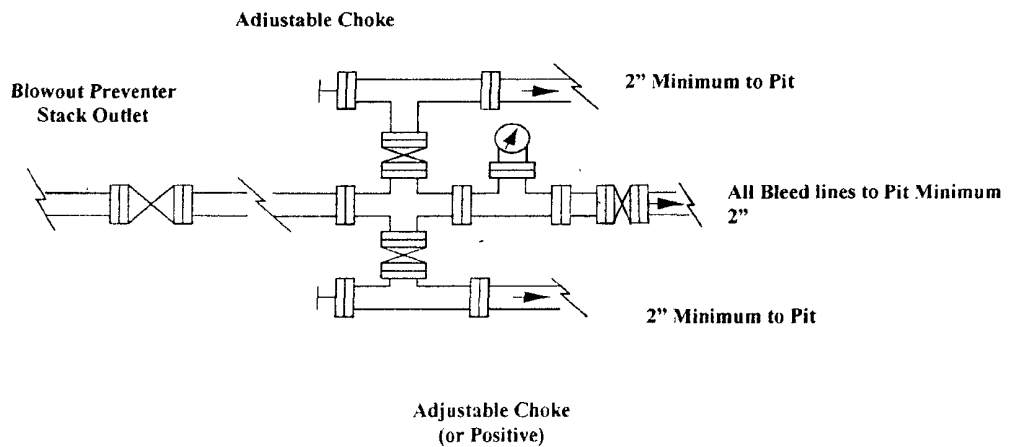 Adjustable Choke
Blowout Preventer
Stack Outlet
2” Minimum to Pit
All Bleed lines to Pit Minimum
2”
2” Minimum to Pit
Adjustable Choke
(or Positive)